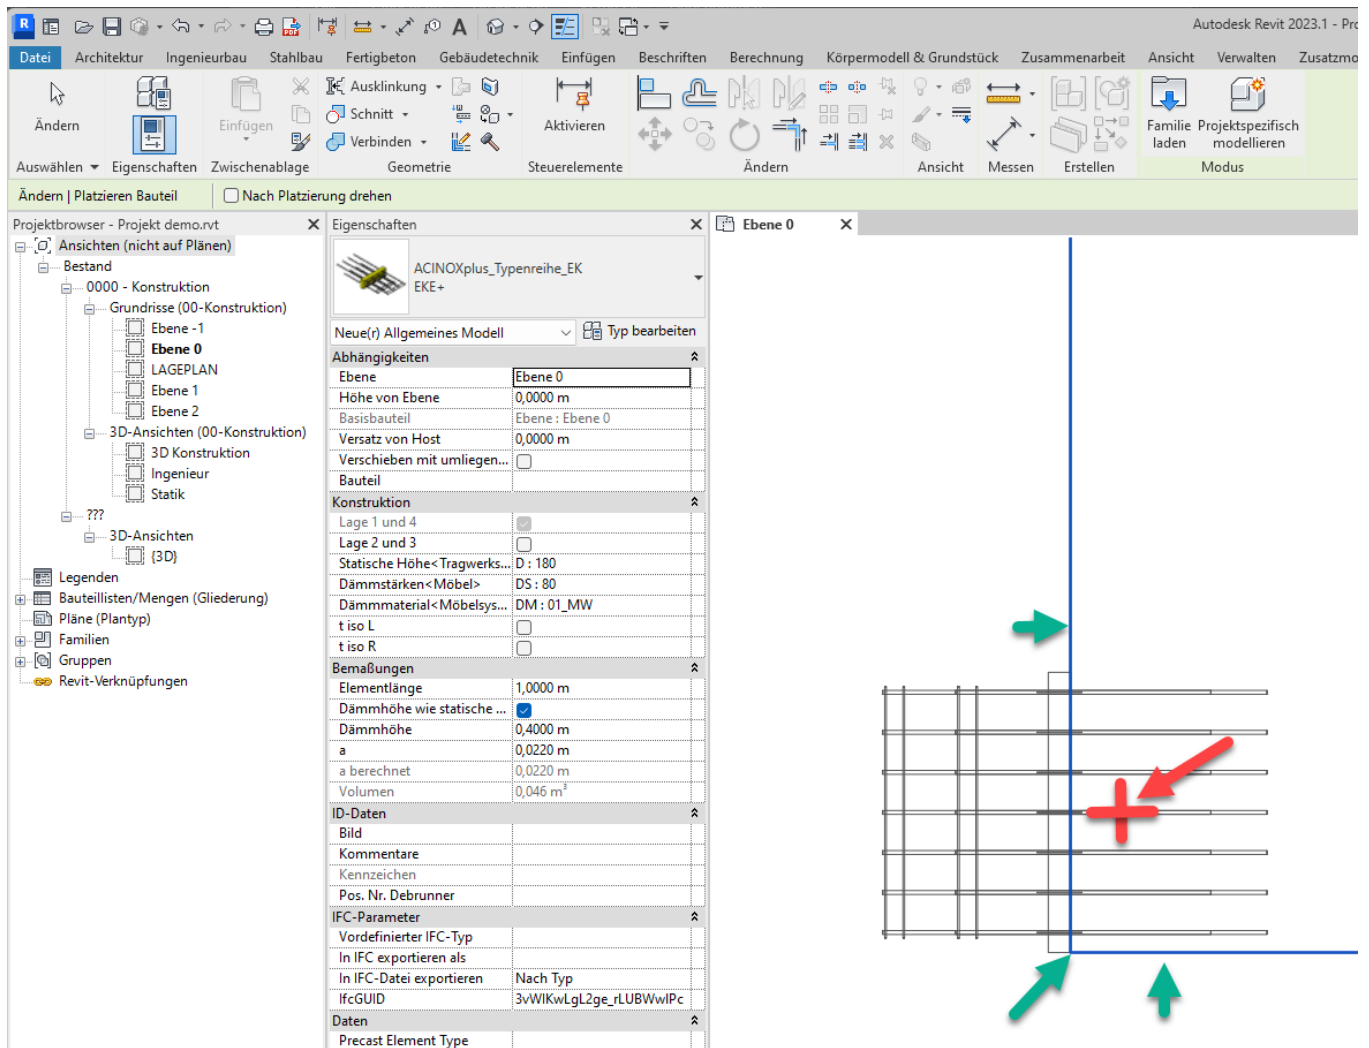 Autodesk Revit 2023.1 - Pro
Datei Architektur Ingenieurbau Stahlbau Fertigbeton Gebäudetechnik Einfügen Beschriften Berechnung Körpermodell & Grundstück Zusammenarbeit Ansicht Verwalten Zusatzmo
Ändern Einfügen Ausklinkung Schnitt Verbinden Aktivieren Familie laden Projektspezifisch modellieren
Auswählen Eigenschaften Zwischenablage Geometrie Steuerelemente Ändern Ansicht Messen Erstellen Modus
Ändern | Platzieren Bauteil Nach Platzierung drehen
Projektbrowser - Projekt demo.rvt
Ansichten (nicht auf Plänen)
Bestand
0000 - Konstruktion
Grundrisse (00-Konstruktion)
Ebene -1
Ebene 0
LAGEPLAN
Ebene 1
Ebene 2
3D-Ansichten (00-Konstruktion)
3D Konstruktion
Ingenieur
Statik
???
3D-Ansichten
{3D}
Legenden
Bauteillisten/Mengen (Gliederung)
Pläne (Plantyp)
Familien
Gruppen
Revit-Verknüpfungen
Eigenschaften
ACINOXplus_Typenreihe_EK
EKE+
Neue(r) Allgemeines Modell Typ bearbeiten
Abhängigkeiten
Ebene Ebene 0
Höhe von Ebene 0,0000 m
Basisbauteil Ebene : Ebene 0
Versatz von Host 0,0000 m
Verschieben mit umliegen...
Bauteil
Konstruktion
Lage 1 und 4
Lage 2 und 3
Statische Höhe<Tragwerks... D : 180
Dämmstärken<Möbel> DS : 80
Dämmmaterial<Möbelsys... DM : 01_MW
t iso L
t iso R
Bemaßungen
Elementlänge 1,0000 m
Dämmhöhe wie statische ...
Dämmhöhe 0,4000 m
a 0,0220 m
a berechnet 0,0220 m
Volumen 0,046 m³
ID-Daten
Bild
Kommentare
Kennzeichen
Pos. Nr. Debrunner
IFC-Parameter
Vordefinierter IFC-Typ
In IFC exportieren als
In IFC-Datei exportieren Nach Typ
IfcGUID 3vWlKwLgL2ge_rLUBWwlPc
Daten
Precast Element Type
Ebene 0